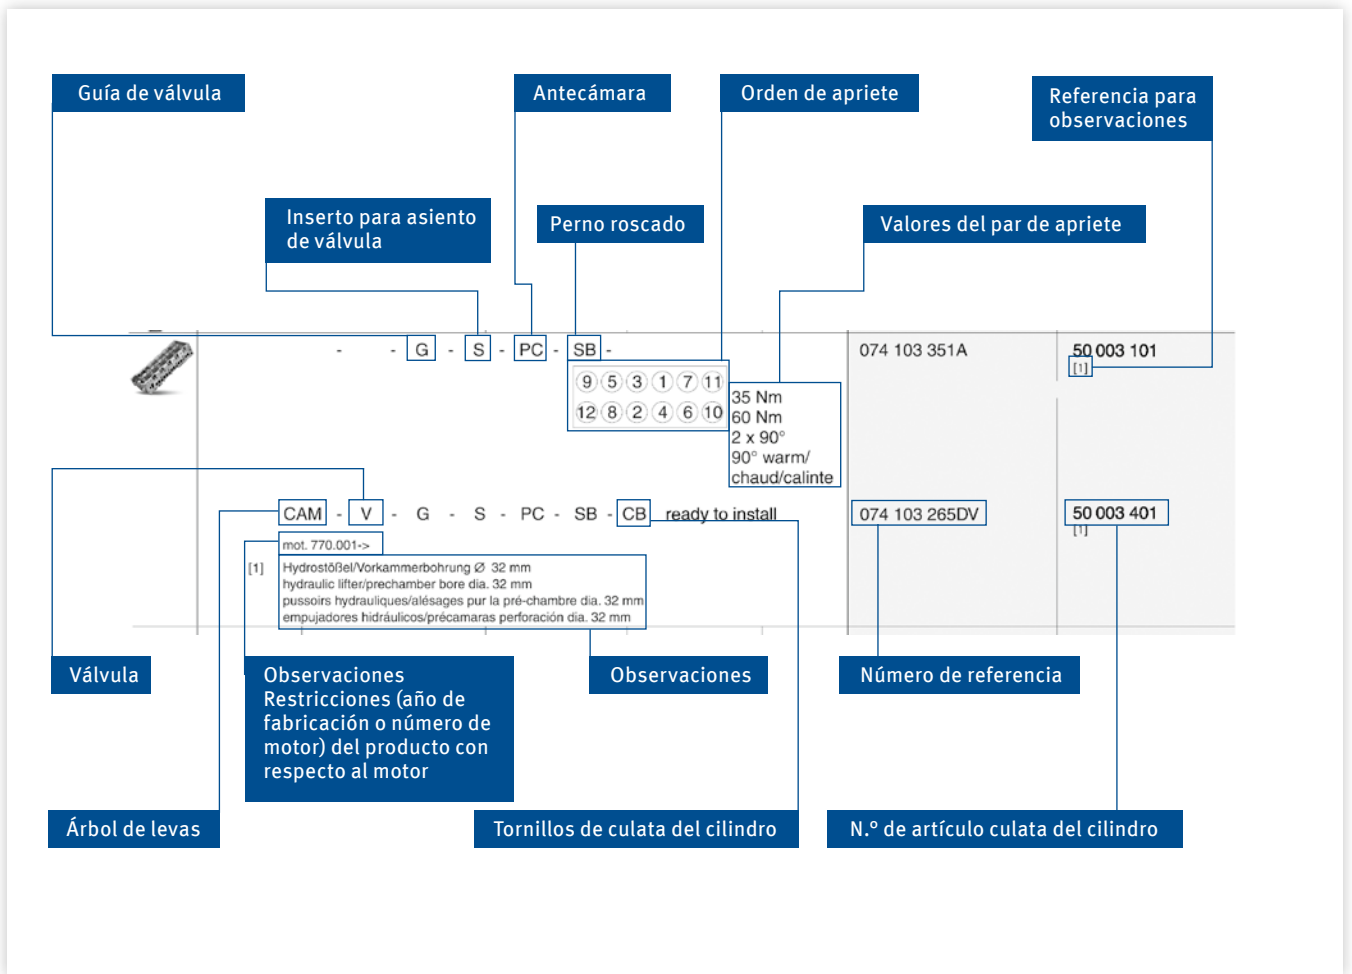 Guía de válvula
Antecámara
Orden de apriete
Referencia para
observaciones
Inserto para asiento
de válvula
Perno roscado
Valores del par de apriete
- - G - S - PC - SB -
074 103 351A
50 003 101
[1]
9 5 3 1 7 11
12 8 2 4 6 10
35 Nm
60 Nm
2 x 90°
90° warm/
chaud/calinte
CAM - V - G - S - PC - SB - CB ready to install
074 103 265DV
50 003 401
[1]
mot. 770.001->
[1] Hydrostößel/Vorkammerbohrung Ø 32 mm
hydraulic lifter/prechamber bore dia. 32 mm
pussoirs hydrauliques/alésages pur la pré-chambre dia. 32 mm
empujadores hidráulicos/précamaras perforación dia. 32 mm
Válvula
Observaciones
Restricciones (año de
fabricación o número de
motor) del producto con
respecto al motor
Observaciones
Número de referencia
Árbol de levas
Tornillos de culata del cilindro
N.° de artículo culata del cilindro